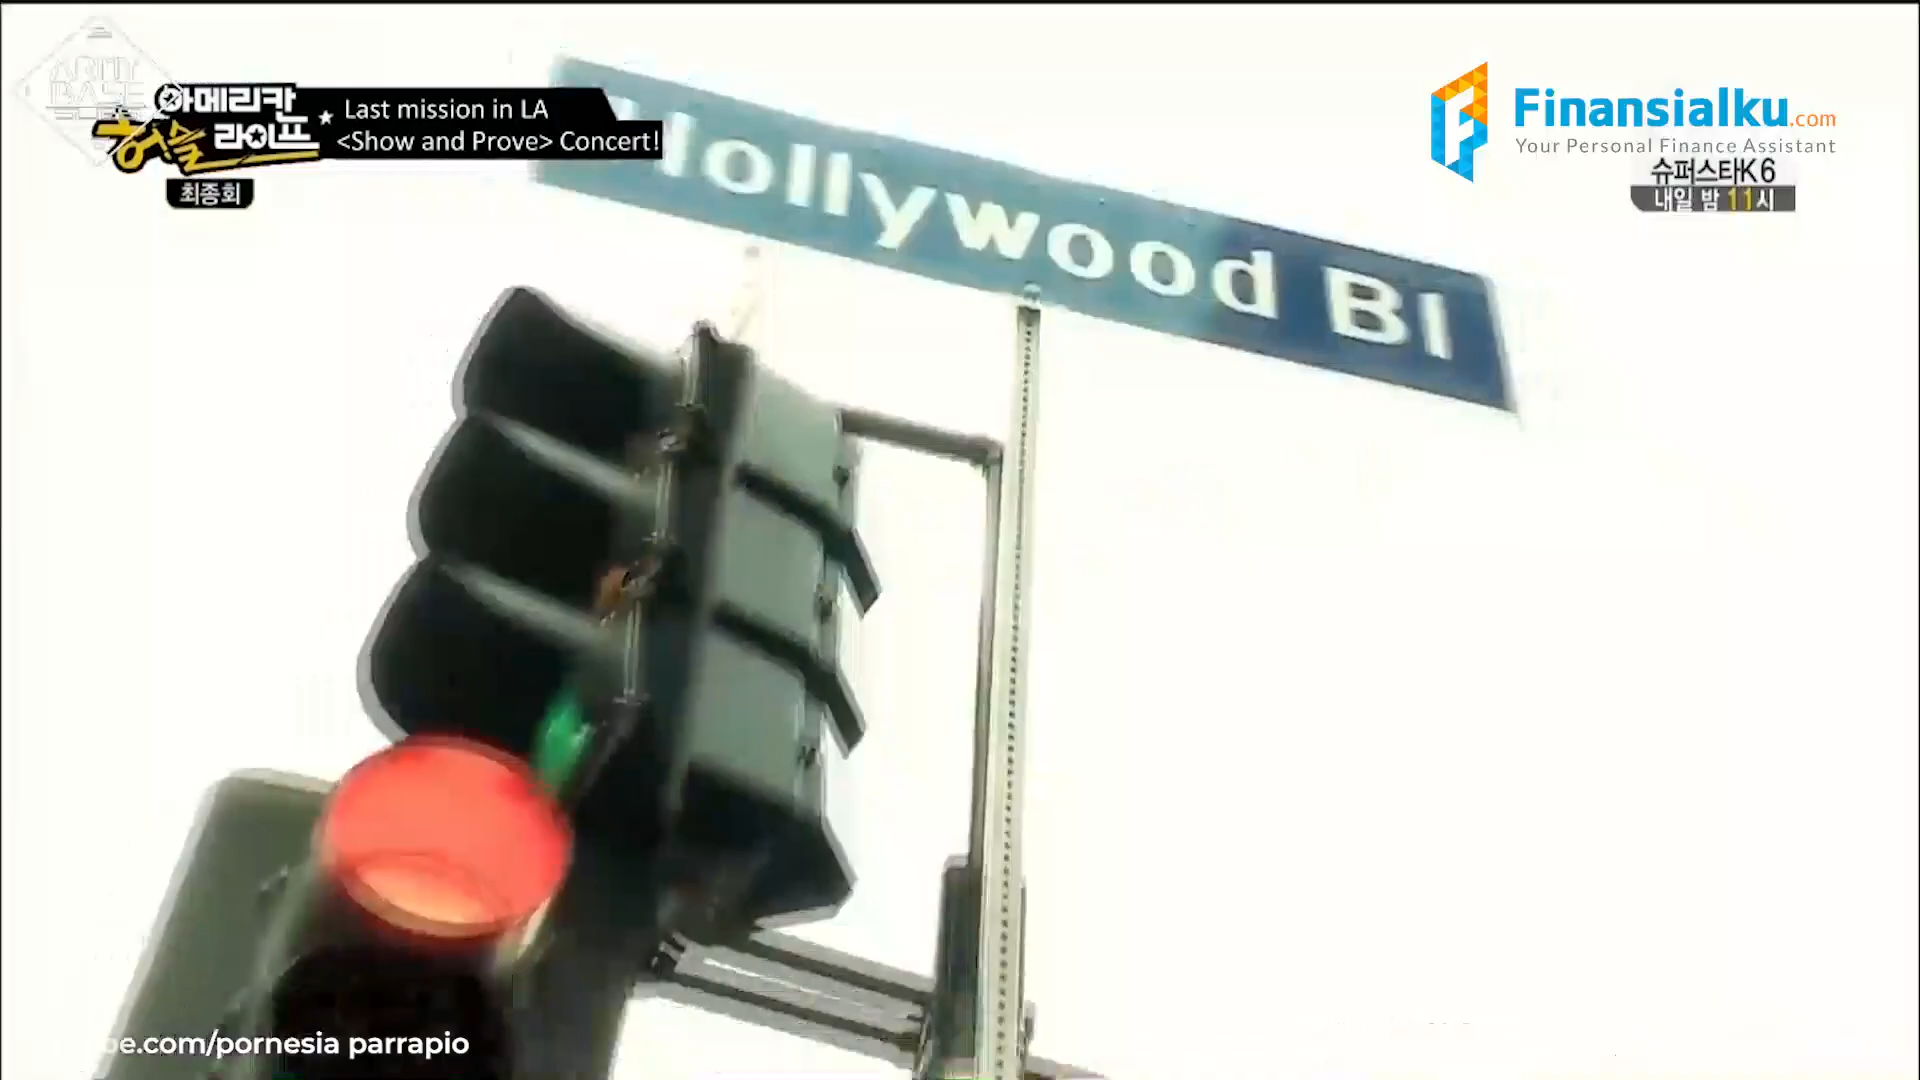 ARMY
BASE
아메리칸
허슬 라이프
최종회
Last mission in LA
<Show and Prove> Concert!
Hollywood Bl
Finansialku.com
Your Personal Finance Assistant
슈퍼스타K6
내일 밤 11시
be.com/pornesia parrapio